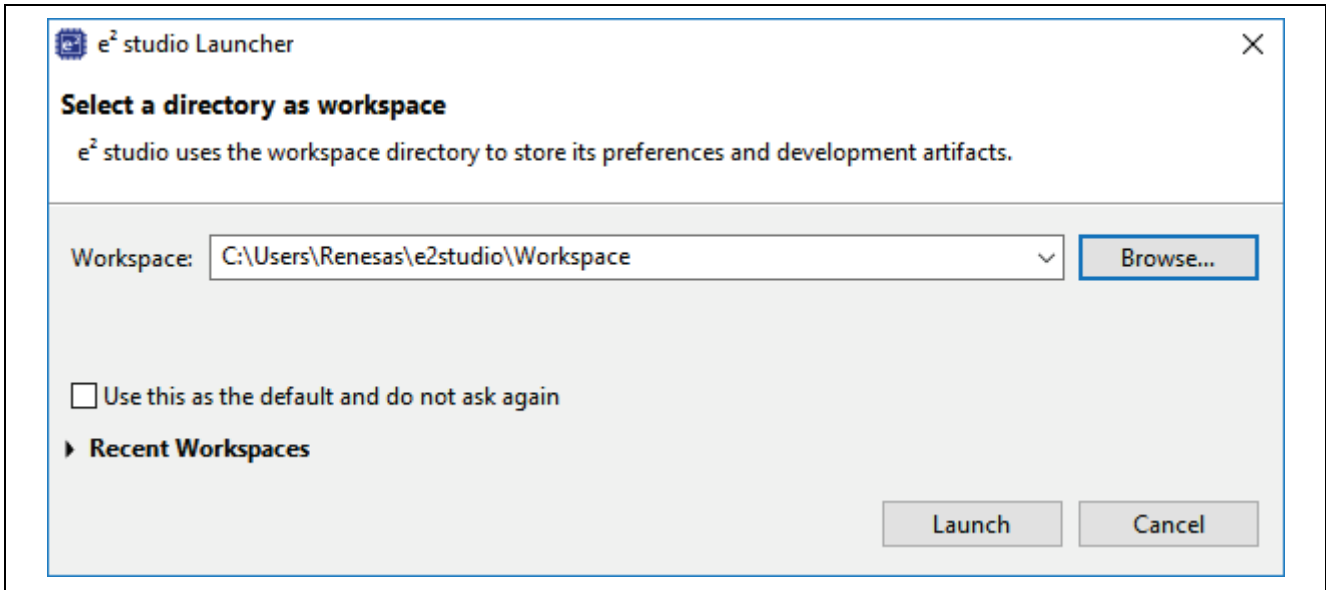 e² studio Launcher
Select a directory as workspace
e² studio uses the workspace directory to store its preferences and development artifacts.
Workspace: C:\Users\Renesas\e2studio\Workspace Browse...
Use this as the default and do not ask again
Recent Workspaces
Launch Cancel